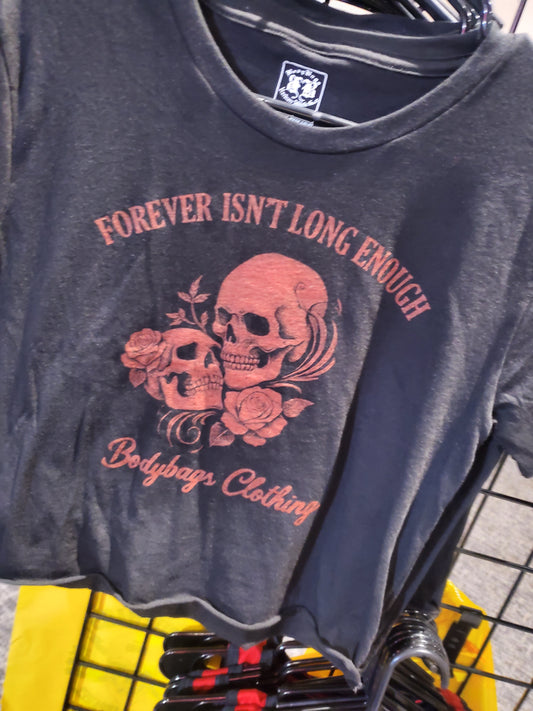 FOREVER ISN'T LONG ENOUGH
Bodybags Clothing